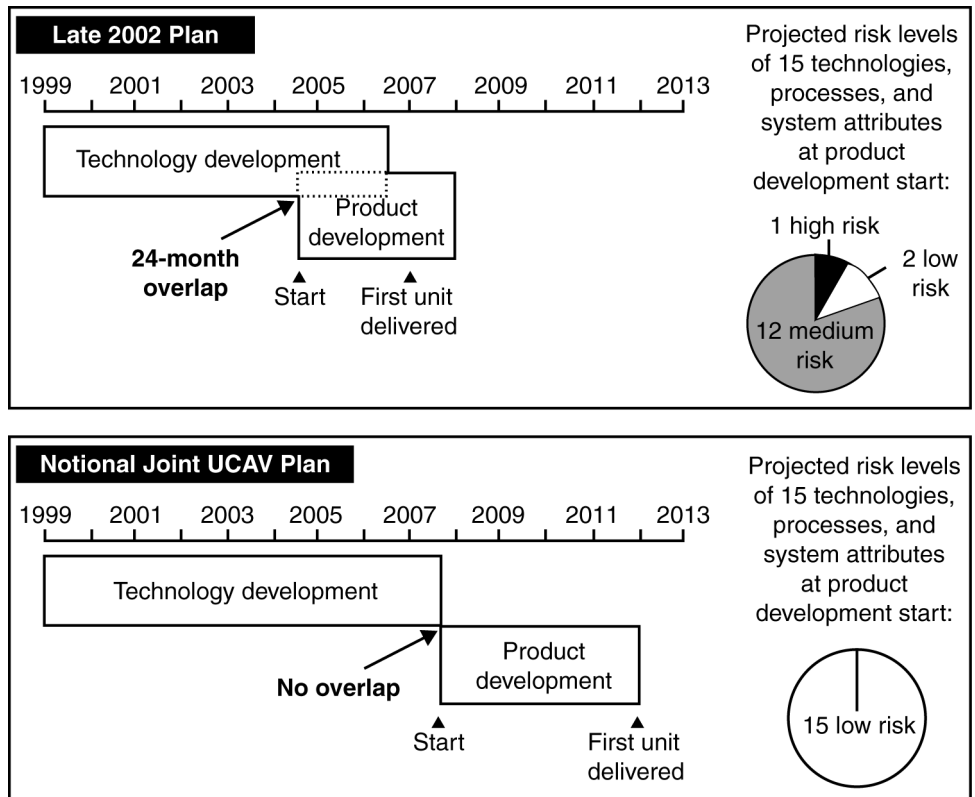 Late 2002 Plan
1999 2001 2003 2005 2007 2009 2011 2013
Technology development
Product
development
24-month
overlap
Start
First unit
delivered
Projected risk levels
of 15 technologies,
processes, and
system attributes
at product
development start:
1 high risk
2 low
risk
12 medium
risk
Notional Joint UCAV Plan
1999 2001 2003 2005 2007 2009 2011 2013
Technology development
Product
development
No overlap
Start
First unit
delivered
Projected risk levels
of 15 technologies,
processes, and
system attributes
at product
development start:
15 low risk